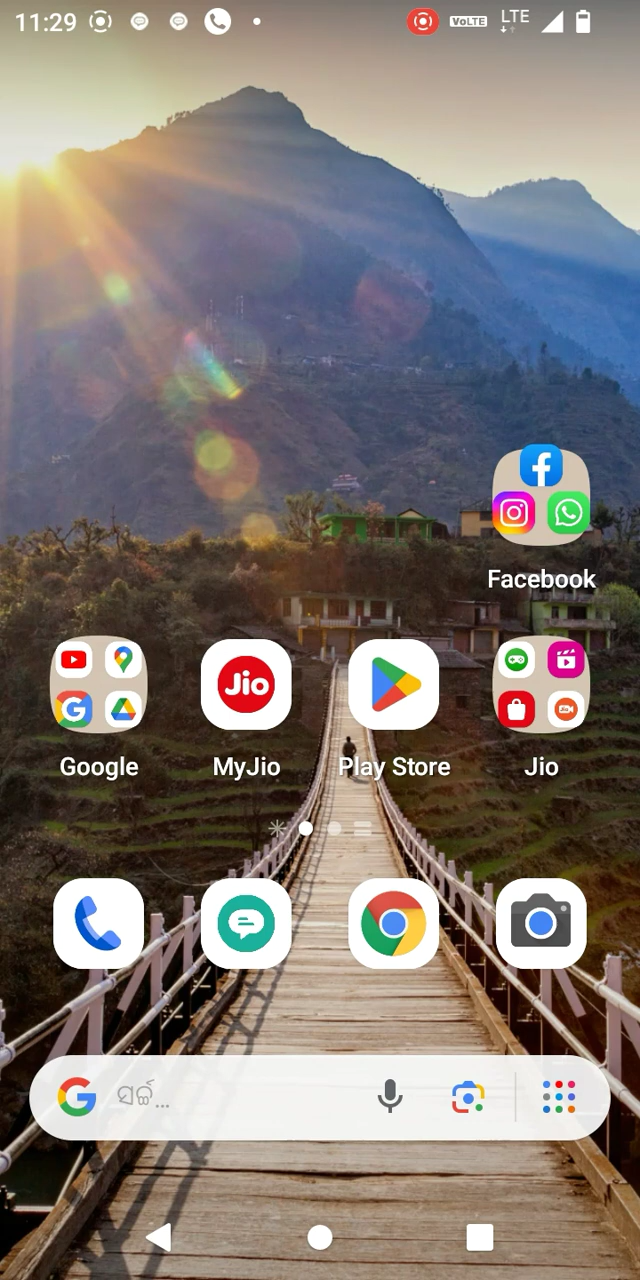 11:29 VoLTE LTE
Facebook
Jio
Google MyJio Play Store Jio
ସର୍ଚ୍ଚ...